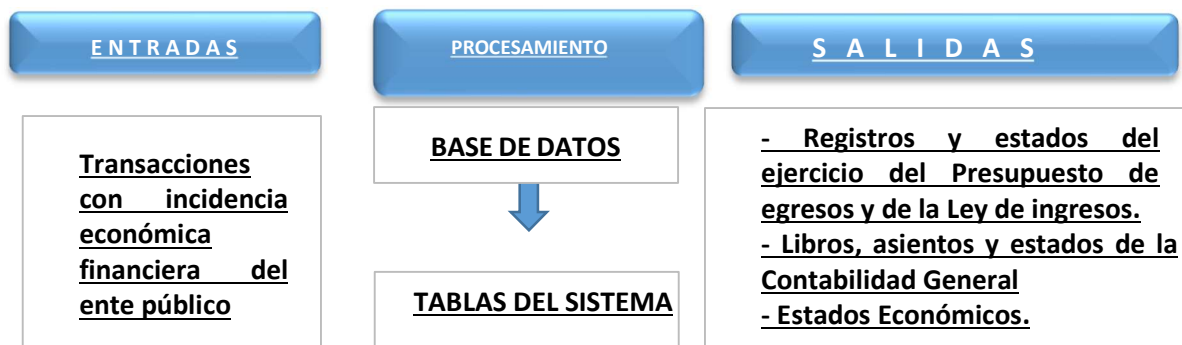 E N T R A D A S
PROCESAMIENTO
S A L I D A S
Transacciones
con incidencia
económica
financiera del
ente público
BASE DE DATOS
TABLAS DEL SISTEMA
- Registros y estados del
ejercicio del Presupuesto de
egresos y de la Ley de ingresos.
- Libros, asientos y estados de la
Contabilidad General
- Estados Económicos.